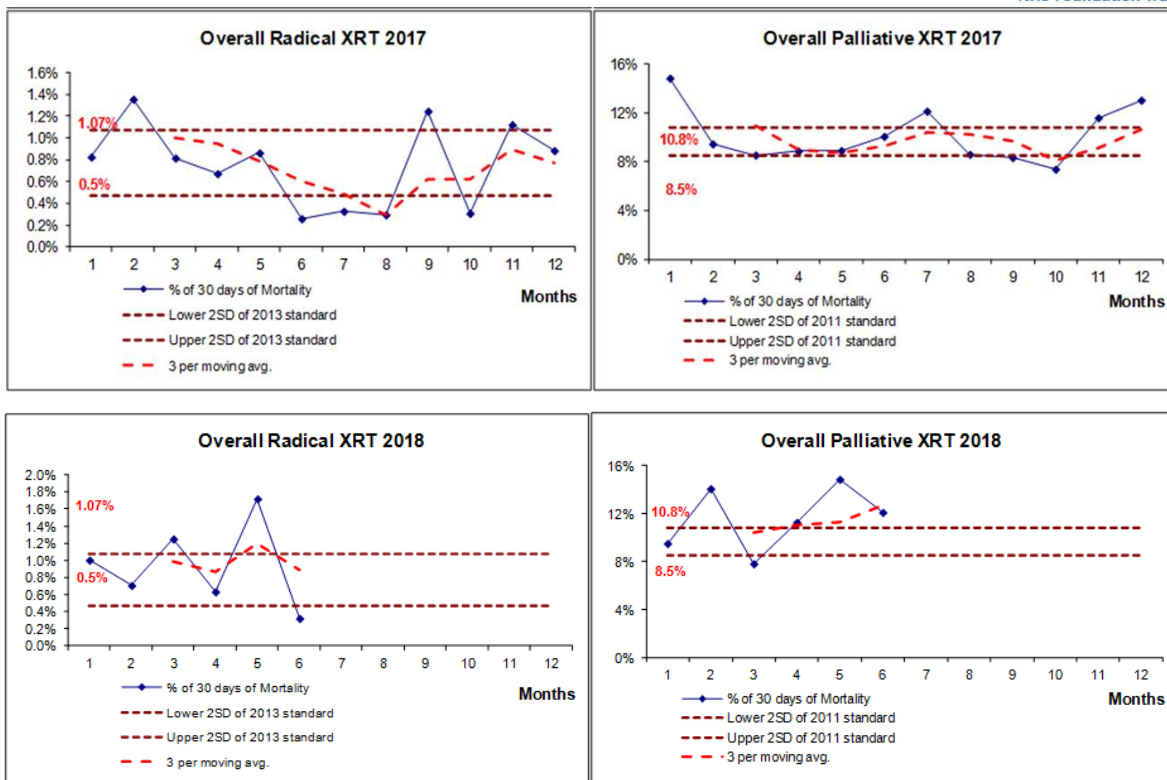 Overall Radical XRT 2017
1.6%
1.4%
1.2%
1.07%
1.0%
0.8%
0.6%
0.5%
0.4%
0.2%
0.0%
1 2 3 4 5 6 7 8 9 10 11 12
Months
% of 30 days of Mortality
Lower 2SD of 2013 standard
Upper 2SD of 2013 standard
3 per moving avg.
Overall Palliative XRT 2017
16%
12%
10.8%
8%
8.5%
4%
0%
1 2 3 4 5 6 7 8 9 10 11 12
Months
% of 30 days of Mortality
Lower 2SD of 2011 standard
Upper 2SD of 2011 standard
3 per moving avg.
Overall Radical XRT 2018
2.0%
1.8%
1.6%
1.07%
1.4%
1.2%
1.0%
0.8%
0.5%
0.6%
0.4%
0.2%
0.0%
1 2 3 4 5 6 7 8 9 10 11 12
Months
% of 30 days of Mortality
Lower 2SD of 2013 standard
Upper 2SD of 2013 standard
3 per moving avg.
Overall Palliative XRT 2018
16%
12%
10.8%
8%
8.5%
4%
0%
1 2 3 4 5 6 7 8 9 10 11 12
Months
% of 30 days of Mortality
Lower 2SD of 2011 standard
Upper 2SD of 2011 standard
3 per moving avg.